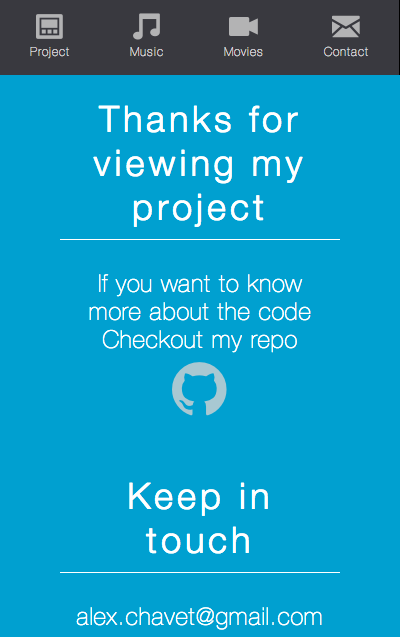 Project Music Movies Contact
Thanks for
viewing my
project
If you want to know
more about the code
Checkout my repo
Keep in
touch
alex.chavet@gmail.com